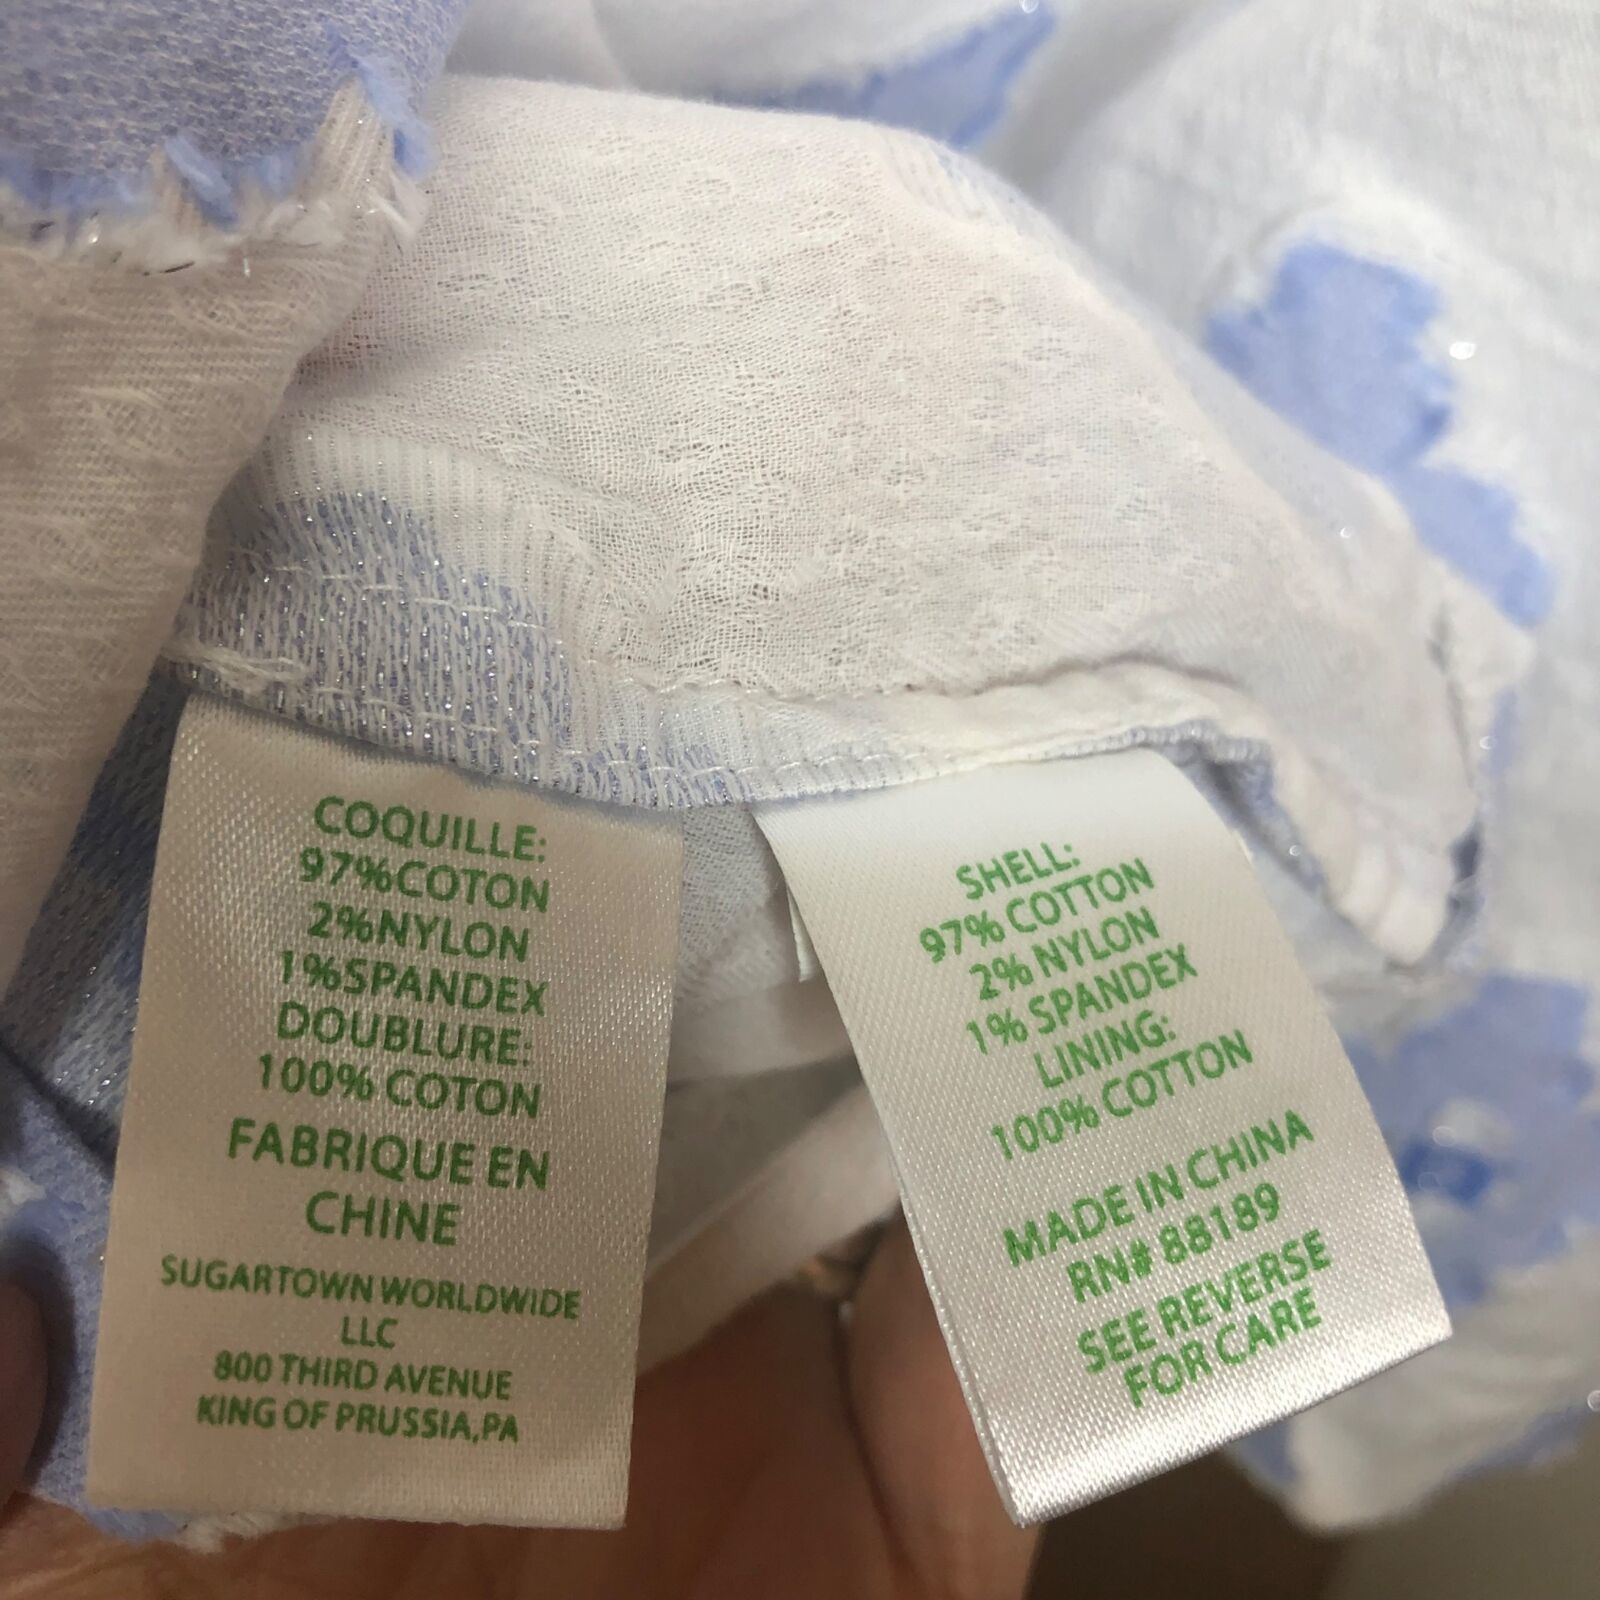 COQUILLE:
97%COTON
2%NYLON
1%SPANDEX
DOUBLURE:
100% COTON
FABRIQUE EN
CHINE
SUGARTOWN WORLDWIDE
LLC
800 THIRD AVENUE
KING OF PRUSSIA,PA
SHELL:
97% COTTON
2% NYLON
1% SPANDEX
LINING:
100% COTTON
MADE IN CHINA
RN# 88189
SEE REVERSE
FOR CARE